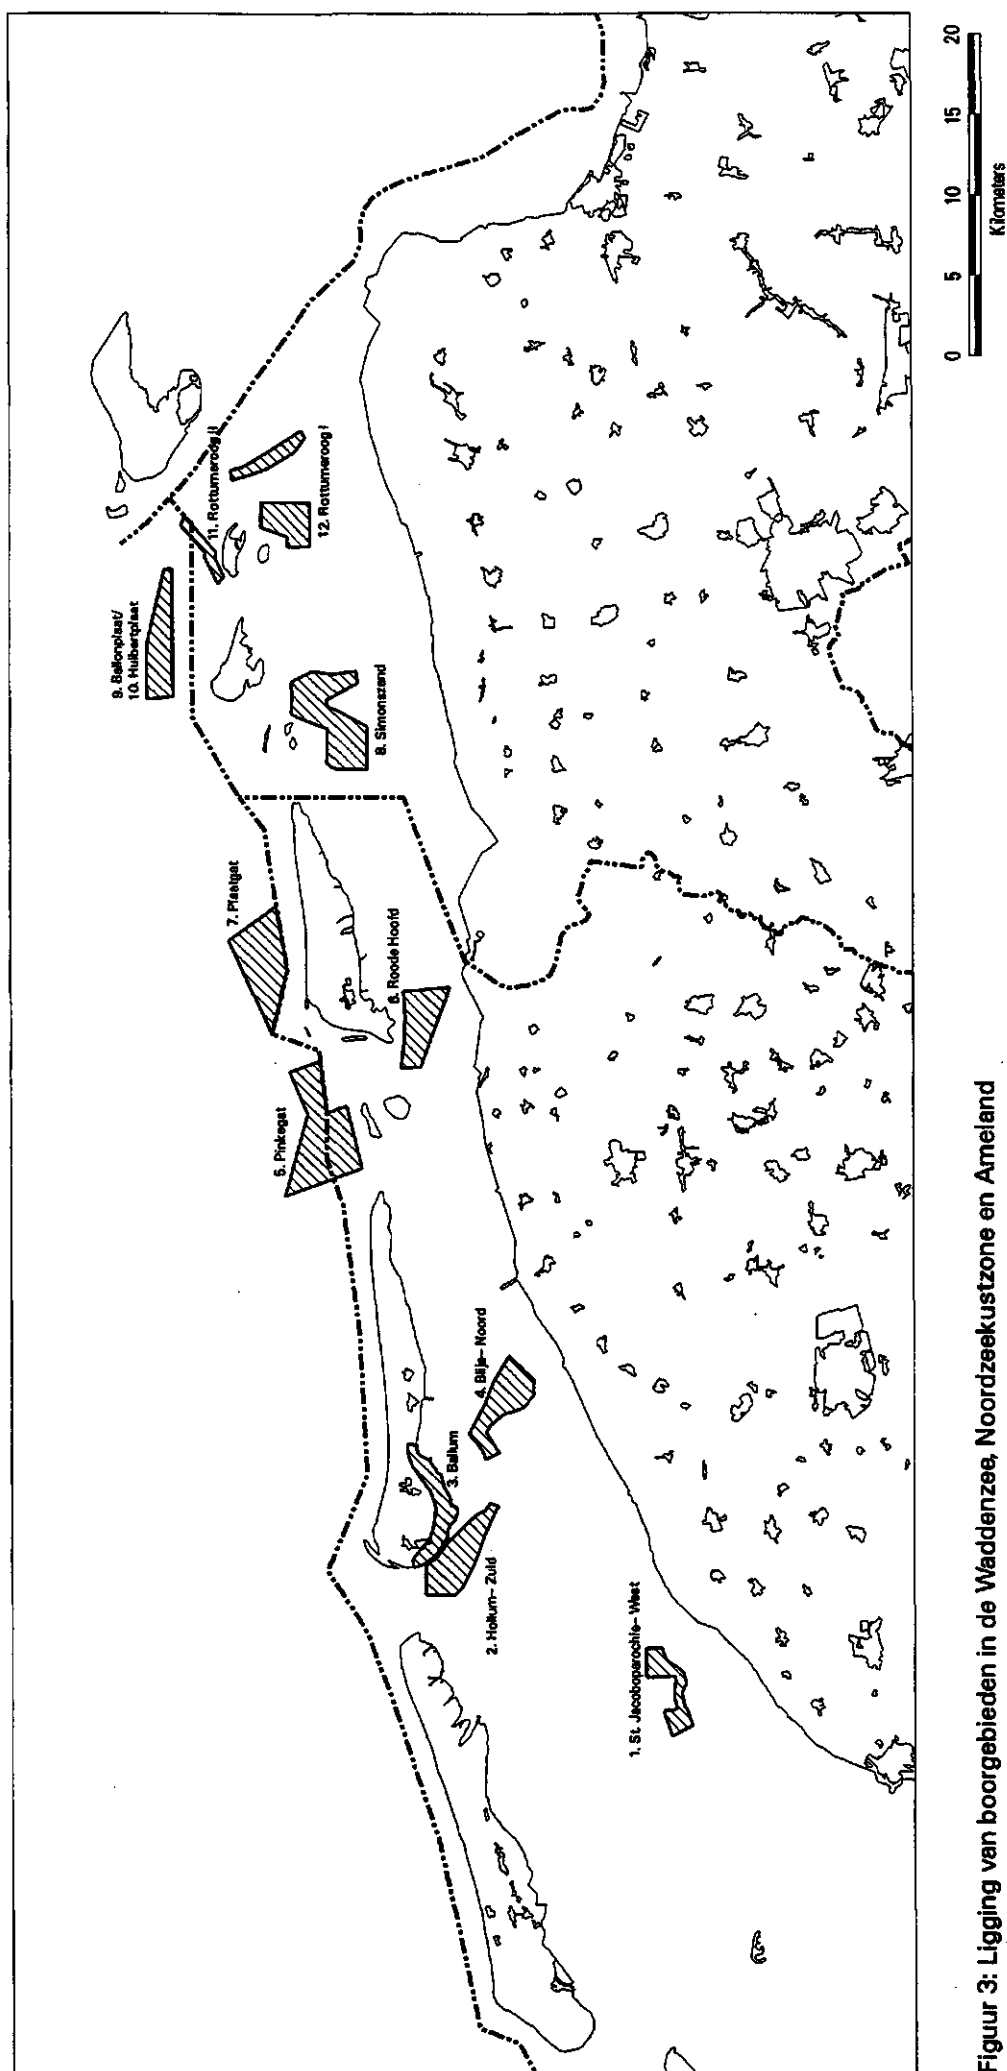 1. St. Jacobaparochie-West
2. Hollum-Zuid
3. Ballum
4. Blije-Noord
5. Pinkegat
6. Roode Hoofd
7. Plaatgat
8. Simonszand
9. Ballonplaat/
10. Huibertplaat
11. Rottumeroog II
12. Rottumeroog I
0 5 10 15 20
Kilometers
Figuur 3: Ligging van boorgebieden in de Waddenzee, Noordzeekustzone en Ameland